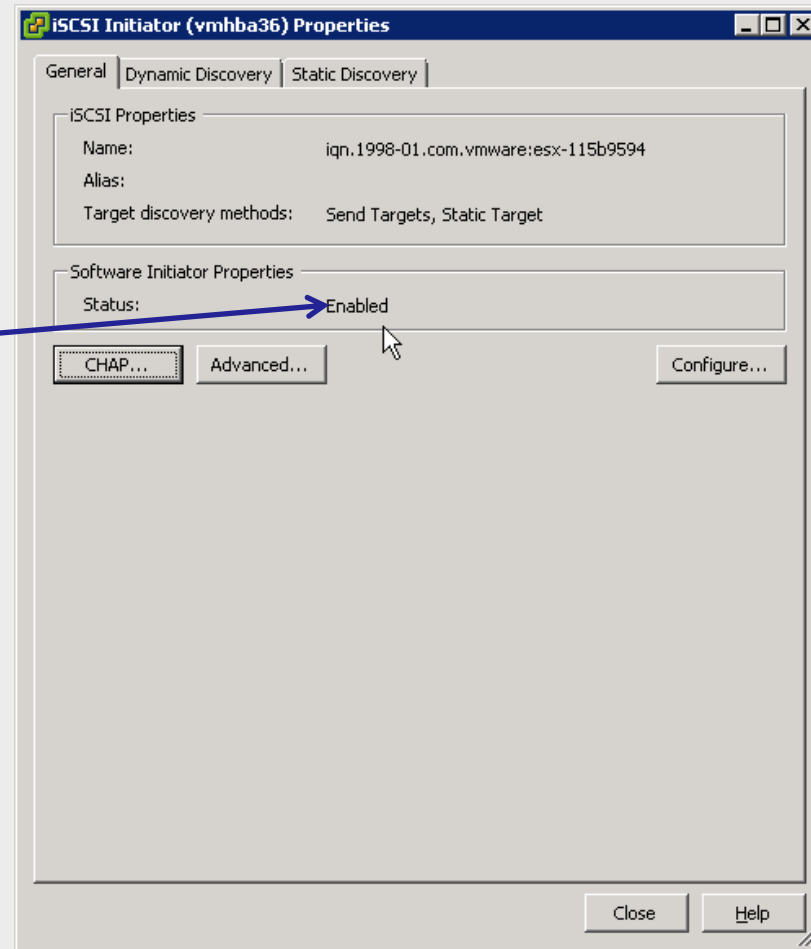 iSCSI Initiator (vmhba36) Properties
General Dynamic Discovery Static Discovery
iSCSI Properties
Name: iqn.1998-01.com.vmware:esx-115b9594
Alias:
Target discovery methods: Send Targets, Static Target
Software Initiator Properties
Status: Enabled
CHAP... Advanced... Configure...
Close Help